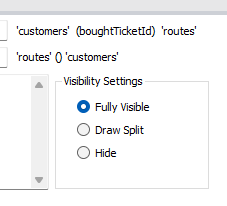 'customers' (boughtTicketId) 'routes'
'routes' () 'customers'
Visibility Settings
Fully Visible
Draw Split
Hide